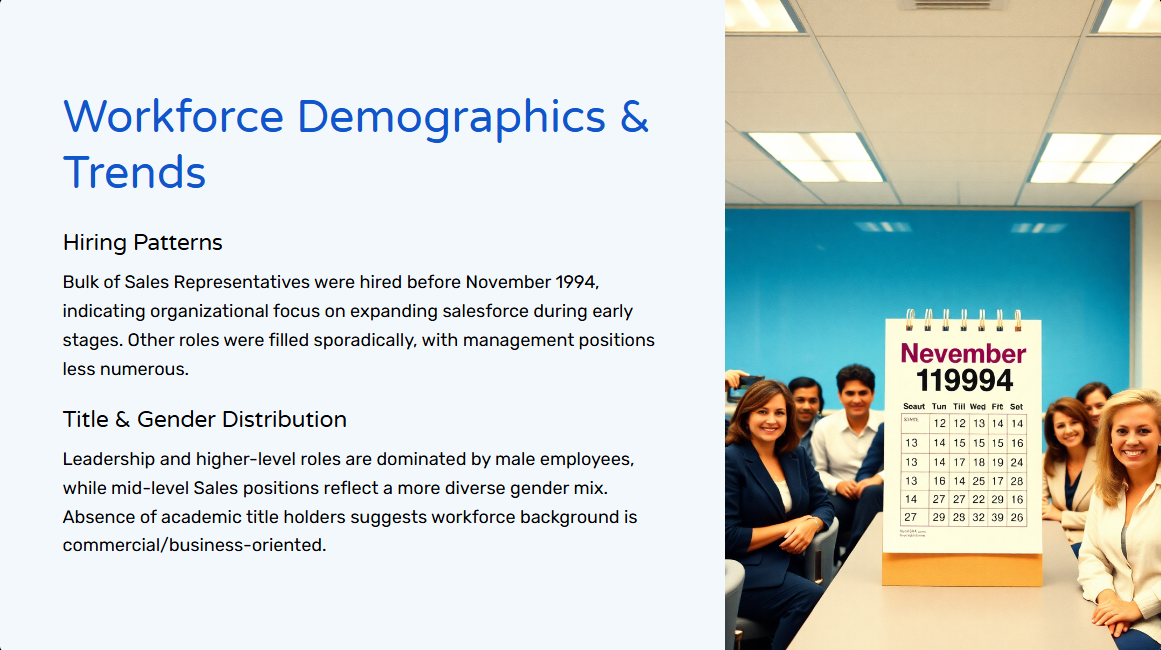 Workforce Demographics &
Trends
Hiring Patterns
Bulk of Sales Representatives were hired before November 1994,
indicating organizational focus on expanding salesforce during early
stages. Other roles were filled sporadically, with management positions
less numerous.
Title & Gender Distribution
Leadership and higher-level roles are dominated by male employees,
while mid-level Sales positions reflect a more diverse gender mix.
Absence of academic title holders suggests workforce background is
commercial/business-oriented.
Nevember
119994
Seaut Tun Till Wed Frt Set
12 12 13 14 14
13 14 15 15 15 16
13 14 17 18 19 24
13 16 14 25 17 28
14 27 27 22 29 16
27 29 29 32 39 26